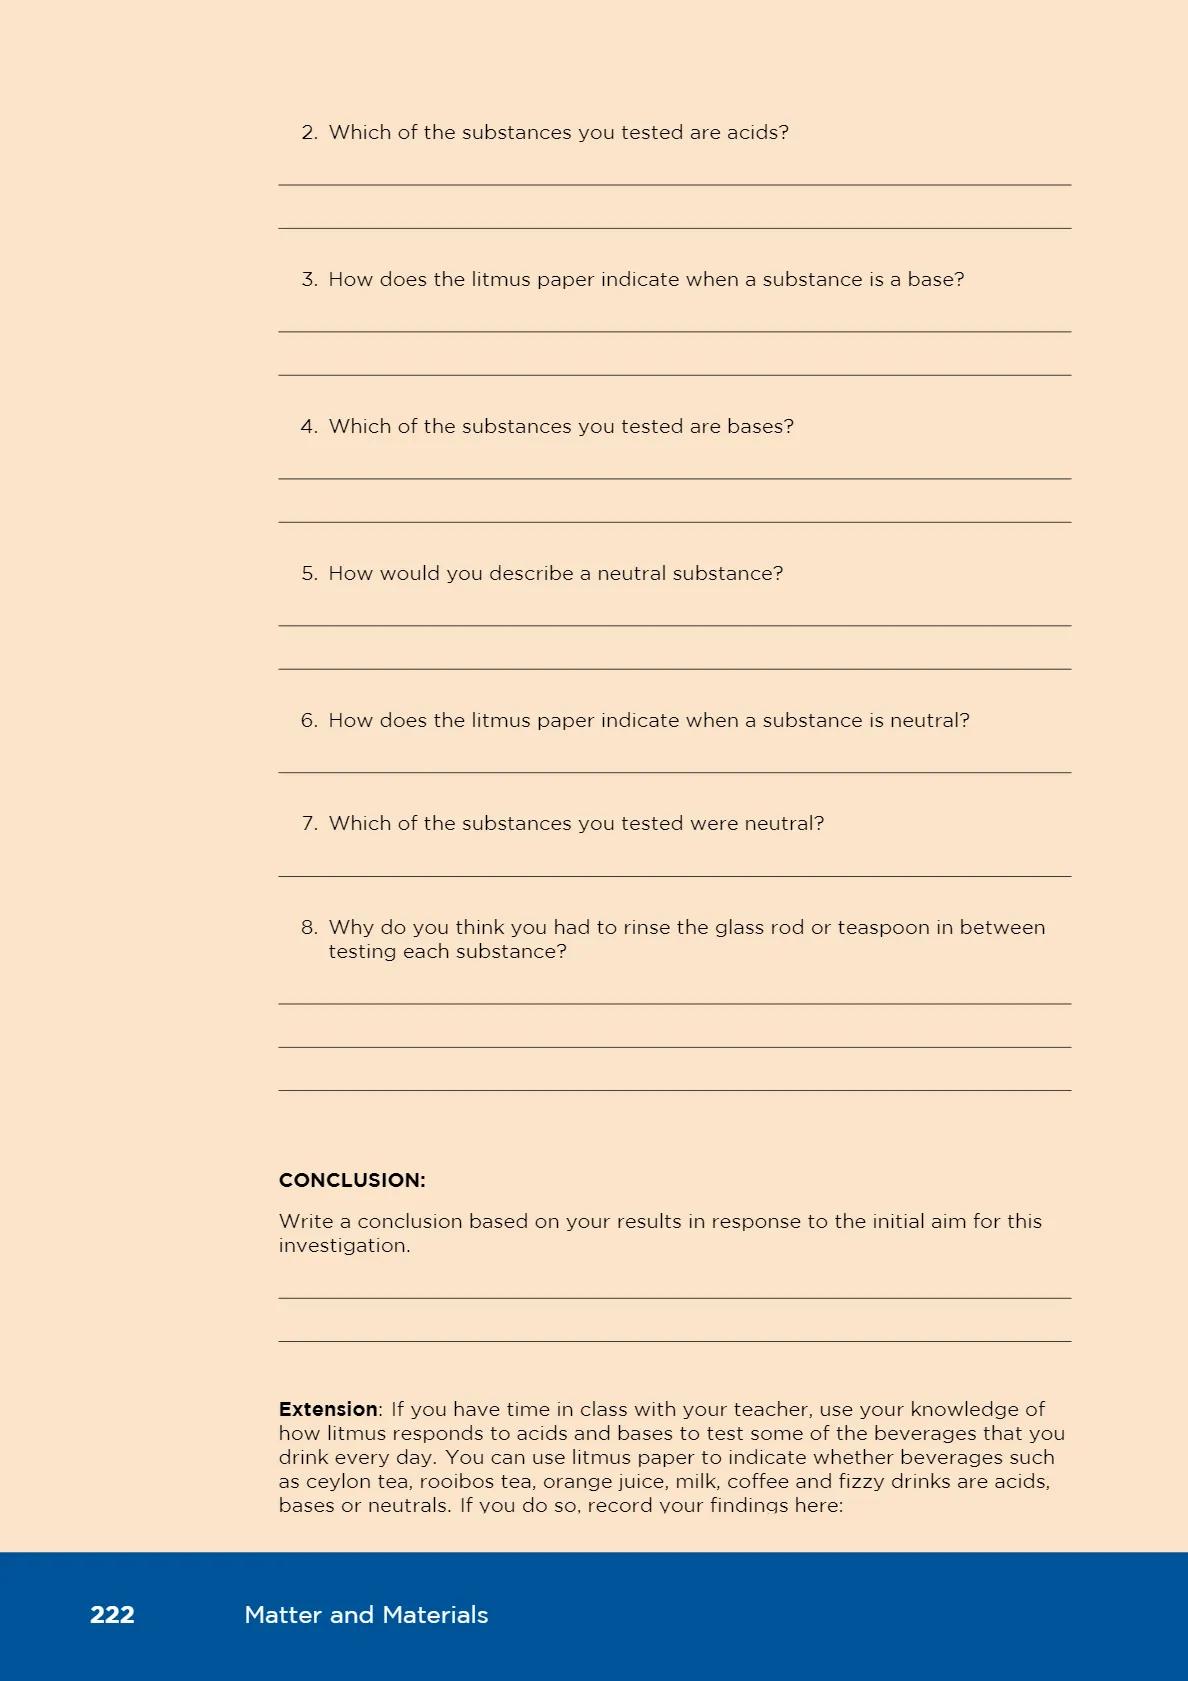 2. Which of the substances you tested are acids?
3. How does the litmus paper indicate when a substance is a base?
4. Which of the substances you tested are bases?
5. How would you describe a neutral substance?
6. How does the litmus paper indicate when a substance is neutral?
7. Which of the substances you tested were neutral?
8. Why do you think you had to rinse the glass rod or teaspoon in between
testing each substance?
CONCLUSION:
Write a conclusion based on your results in response to the initial aim for this
investigation.
Extension: If you have time in class with your teacher, use your knowledge of
how litmus responds to acids and bases to test some of the beverages that you
drink every day. You can use litmus paper to indicate whether beverages such
as ceylon tea, rooibos tea, orange juice, milk, coffee and fizzy drinks are acids,
bases or neutrals. If you do so, record your findings here:
222 Matter and Materials